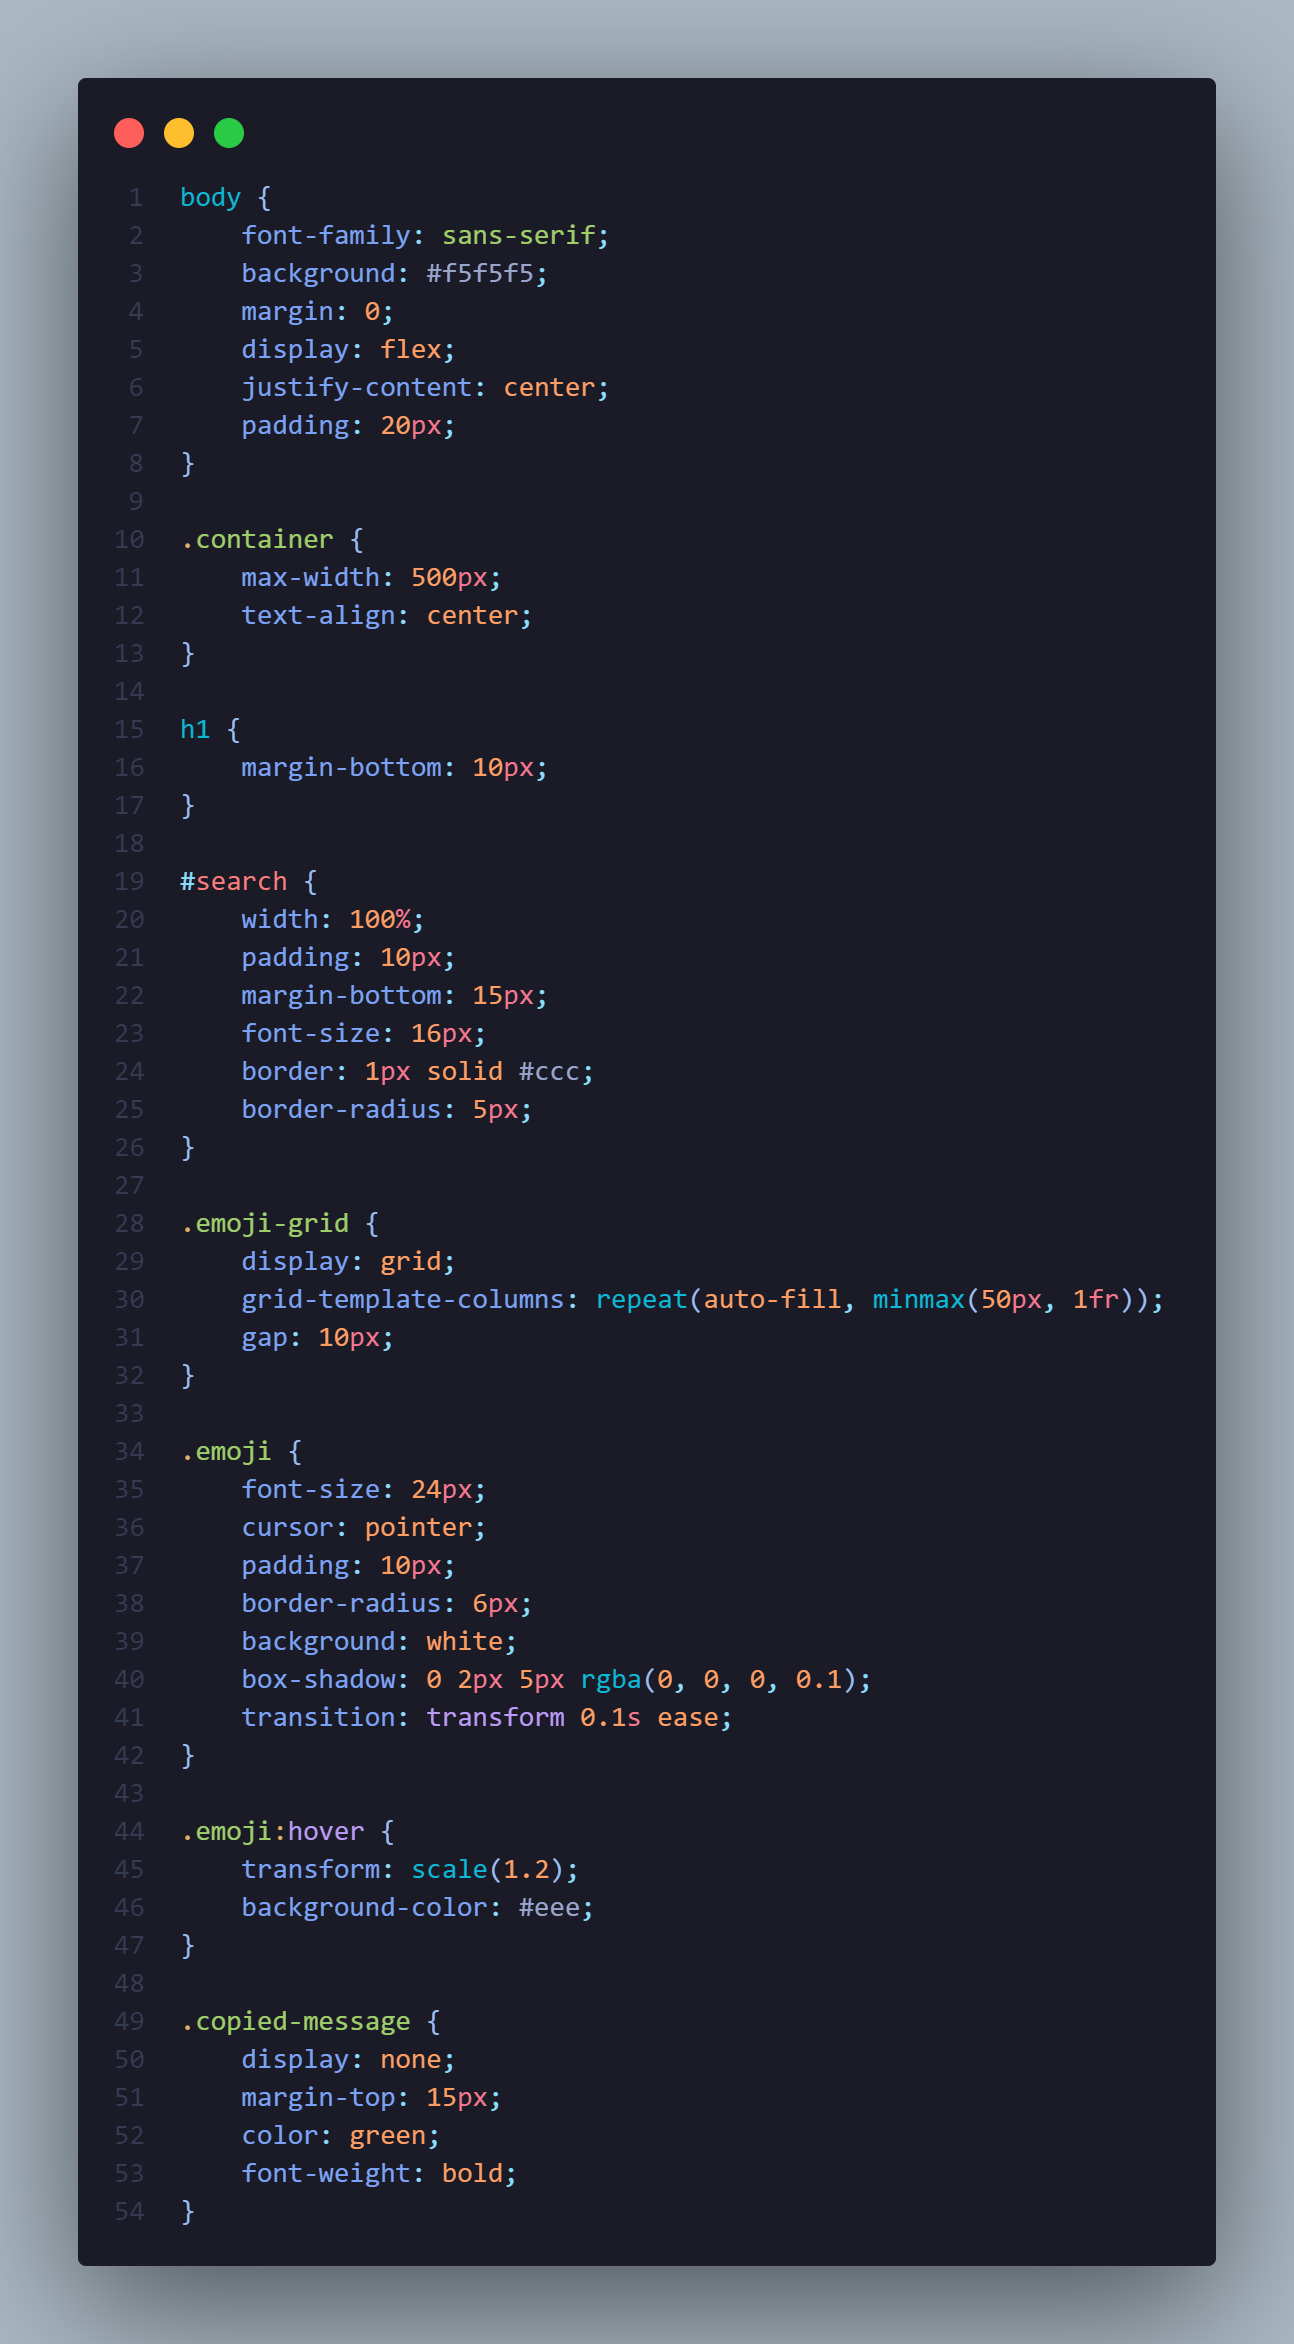 1 body {
2     font-family: sans-serif;
3     background: #f5f5f5;
4     margin: 0;
5     display: flex;
6     justify-content: center;
7     padding: 20px;
8 }
9
10 .container {
11     max-width: 500px;
12     text-align: center;
13 }
14
15 h1 {
16     margin-bottom: 10px;
17 }
18
19 #search {
20     width: 100%;
21     padding: 10px;
22     margin-bottom: 15px;
23     font-size: 16px;
24     border: 1px solid #ccc;
25     border-radius: 5px;
26 }
27
28 .emoji-grid {
29     display: grid;
30     grid-template-columns: repeat(auto-fill, minmax(50px, 1fr));
31     gap: 10px;
32 }
33
34 .emoji {
35     font-size: 24px;
36     cursor: pointer;
37     padding: 10px;
38     border-radius: 6px;
39     background: white;
40     box-shadow: 0 2px 5px rgba(0, 0, 0, 0.1);
41     transition: transform 0.1s ease;
42 }
43
44 .emoji:hover {
45     transform: scale(1.2);
46     background-color: #eee;
47 }
48
49 .copied-message {
50     display: none;
51     margin-top: 15px;
52     color: green;
53     font-weight: bold;
54 }